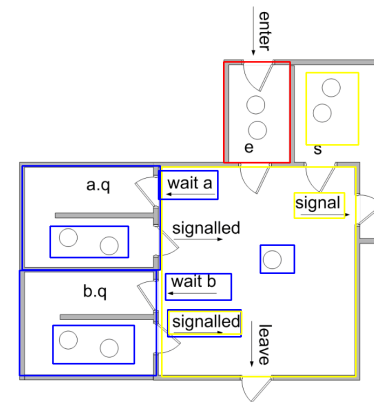 enter
e
s
a.q
wait a
signal
signalled
b.q
wait b
signalled
leave